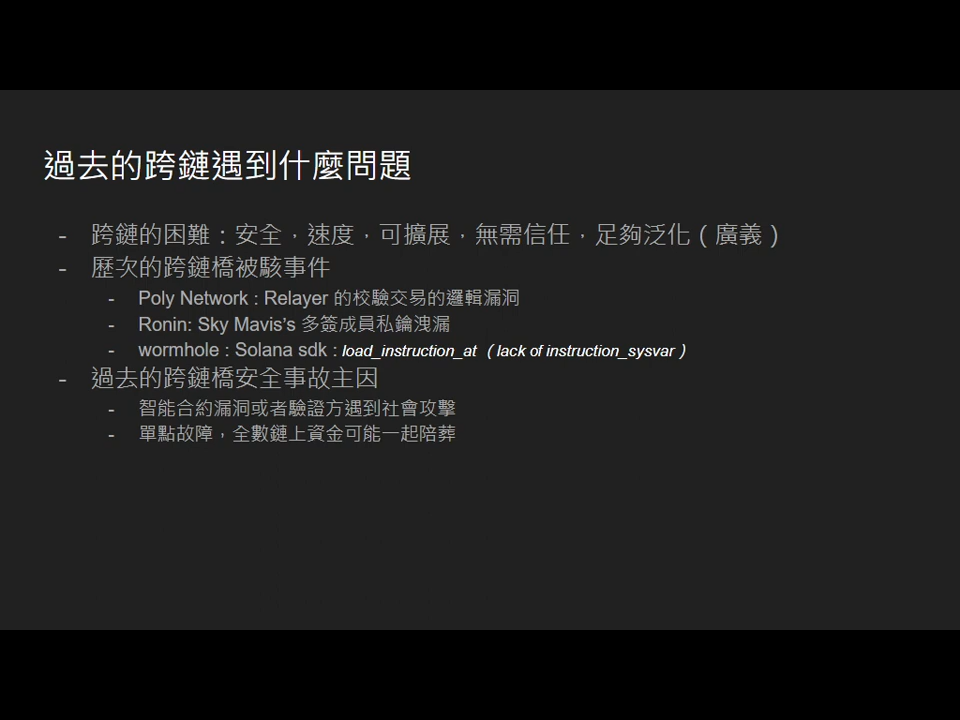 過去的跨鏈遇到什麼問題
- 跨鏈的困難：安全，速度，可擴展，無需信任，足夠泛化（廣義）
- 歷次的跨鏈橋被駭事件
- Poly Network : Relayer 的校驗交易的邏輯漏洞
- Ronin: Sky Mavis’s 多簽成員私鑰洩漏
- wormhole : Solana sdk : load_instruction_at （lack of instruction_sysvar）
- 過去的跨鏈橋安全事故主因
- 智能合約漏洞或者驗證方遇到社會攻擊
- 單點故障，全數鏈上資金可能一起陪葬